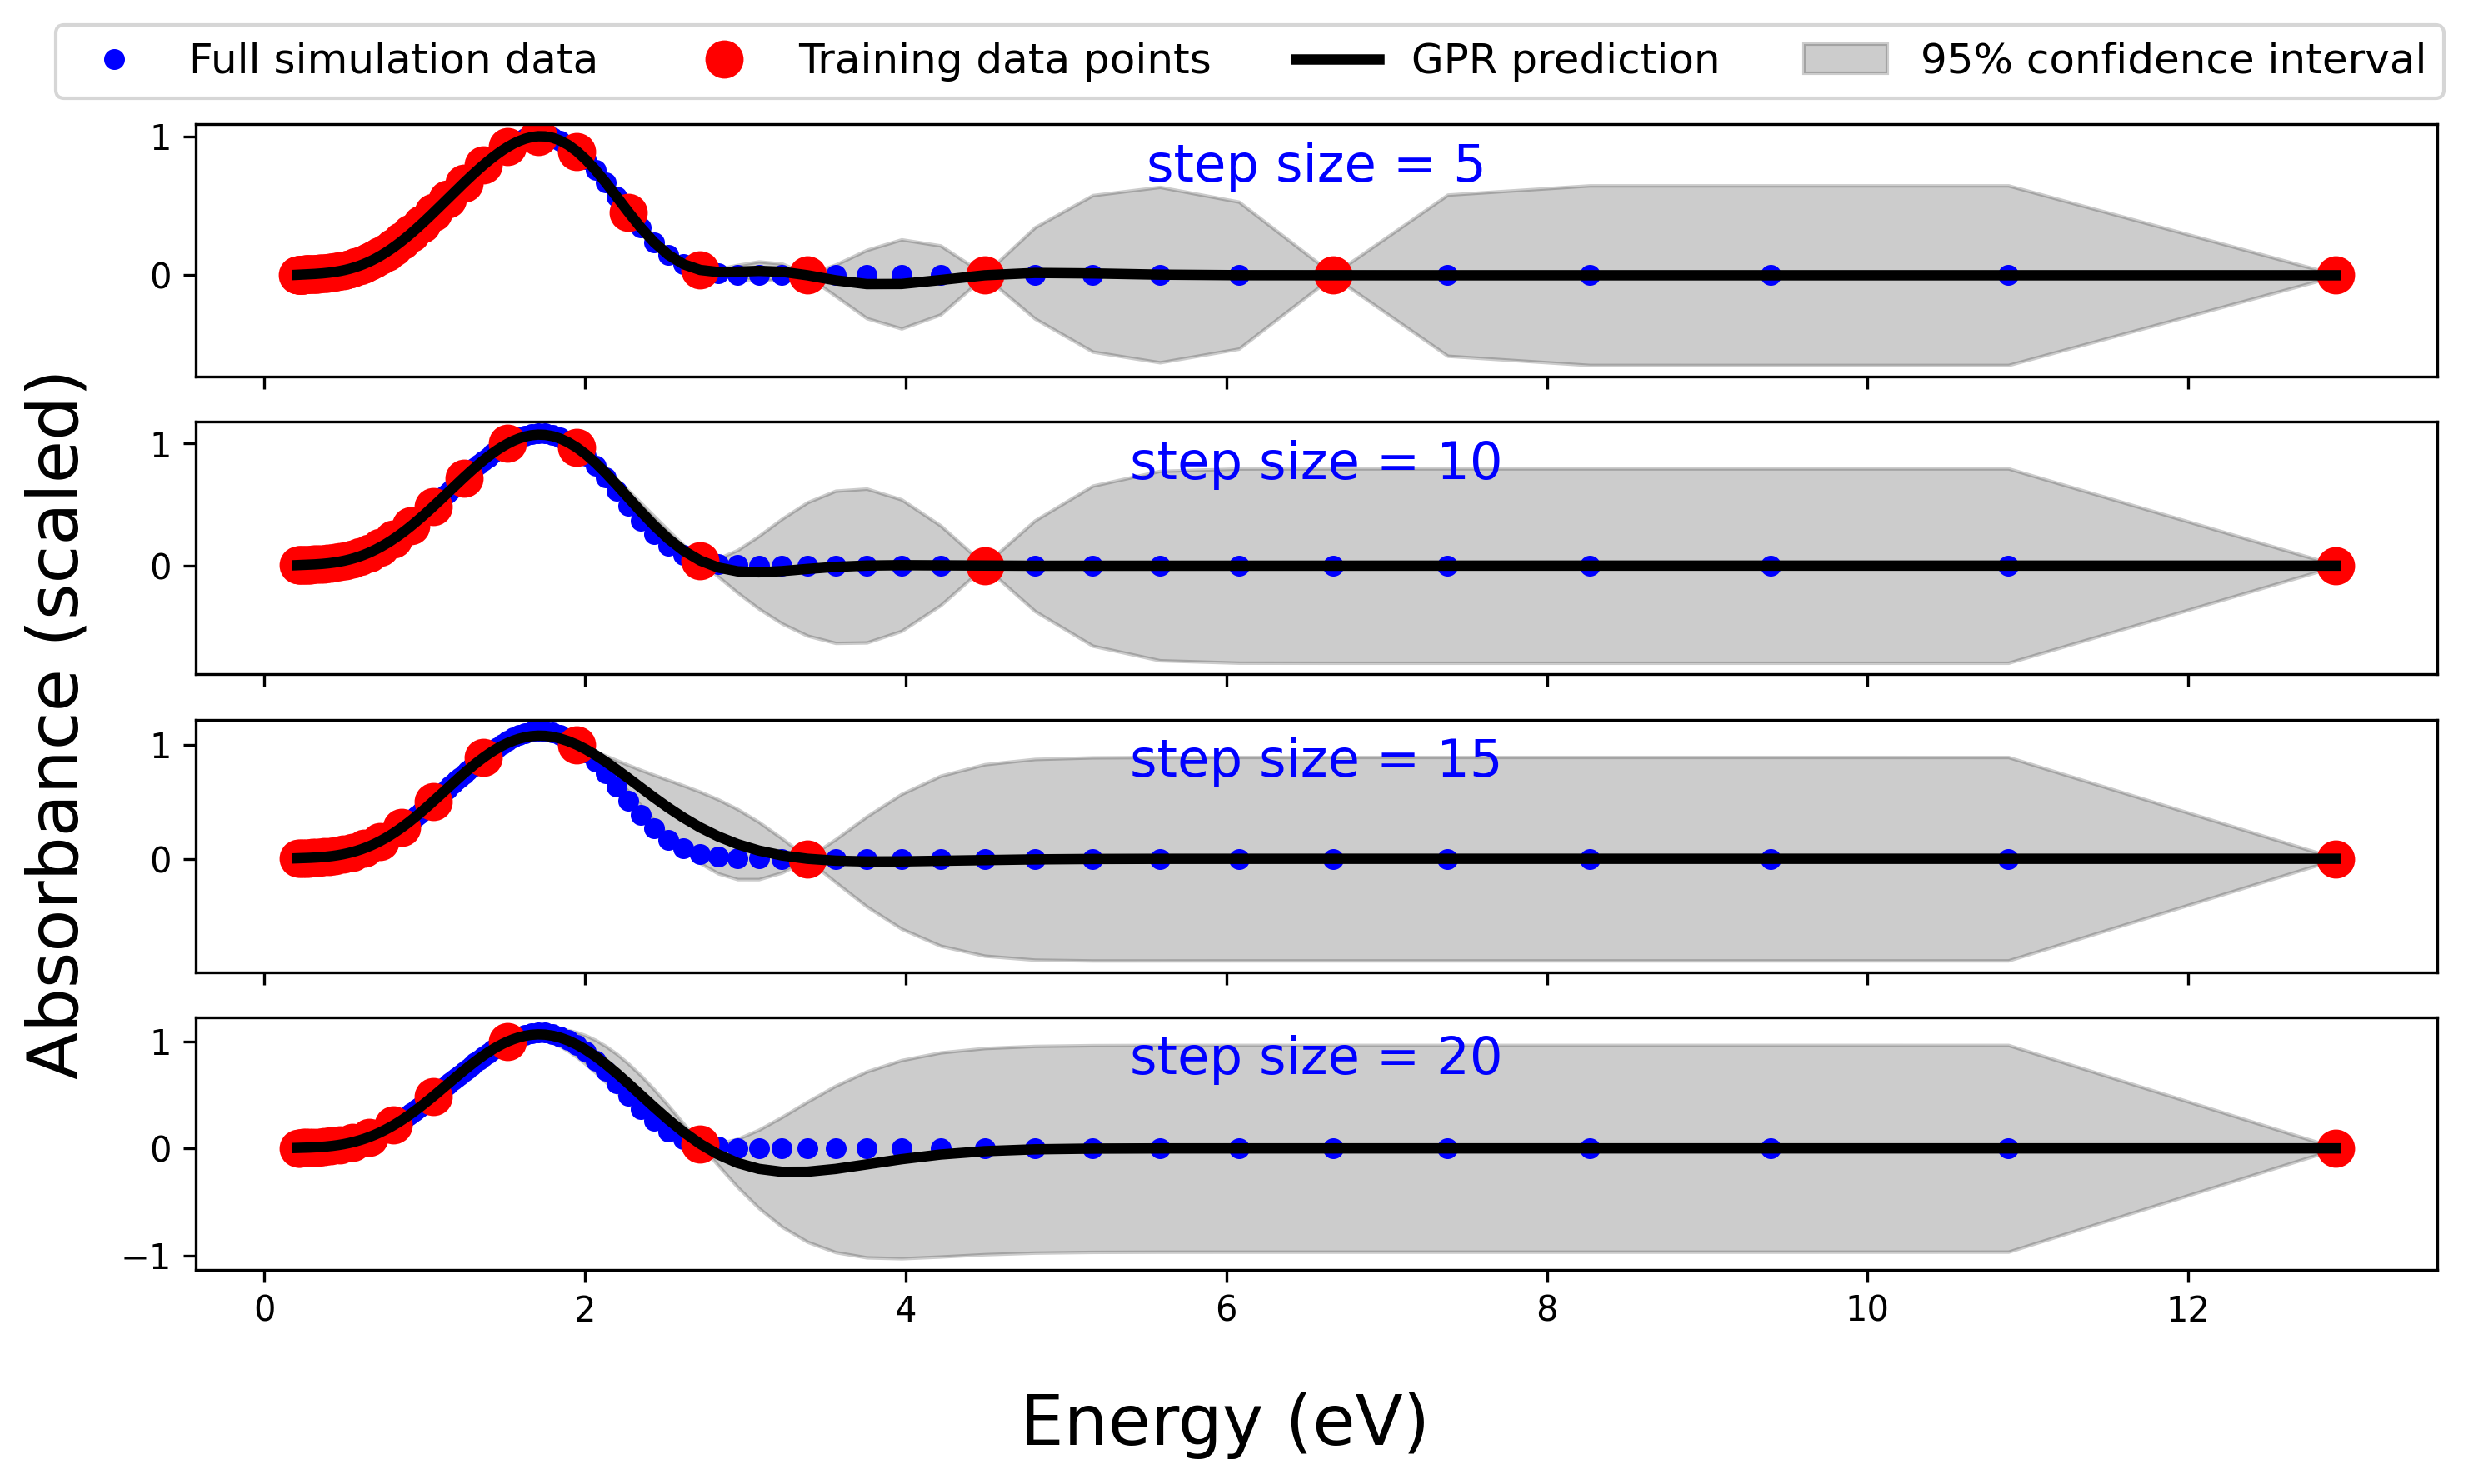 Full simulation data Training data points GPR prediction 95% confidence interval
Absorbance (scaled)
1
step size = 5
0
1
step size = 10
0
1
step size = 15
0
1
step size = 20
0
−1
0 2 4 6 8 10 12
Energy (eV)